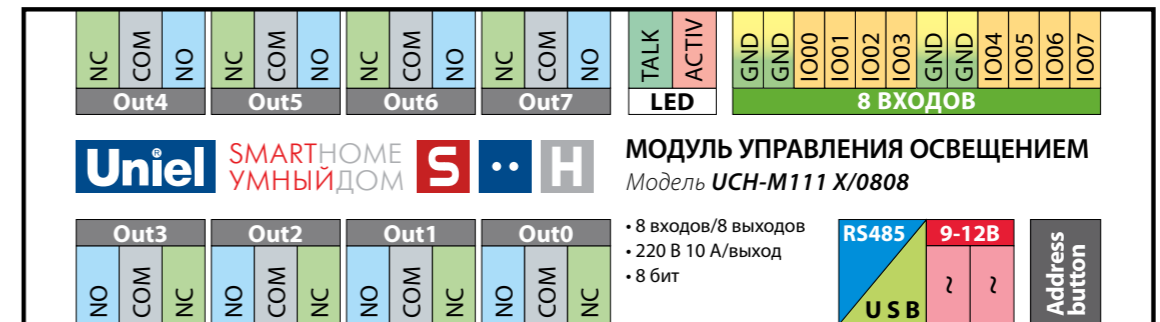 NC COM NO NC COM NO NC COM NO NC COM NO TALK ACTIV GND GND IO00 IO01 IO02 IO03 GND GND IO04 IO05 IO06 IO07
Out4 Out5 Out6 Out7 LED 8 ВХОДОВ
Uniel® SMARTHOME S H
УМНЫЙДОМ
МОДУЛЬ УПРАВЛЕНИЯ ОСВЕЩЕНИЕМ
Модель UCH-M111 X/0808
Out3 Out2 Out1 Out0
NO COM NC NO COM NC NO COM NC NO COM NC
• 8 входов/8 выходов
• 220 В 10 А/выход
• 8 бит
RS485 9-12В
USB ~ ~
Address
button